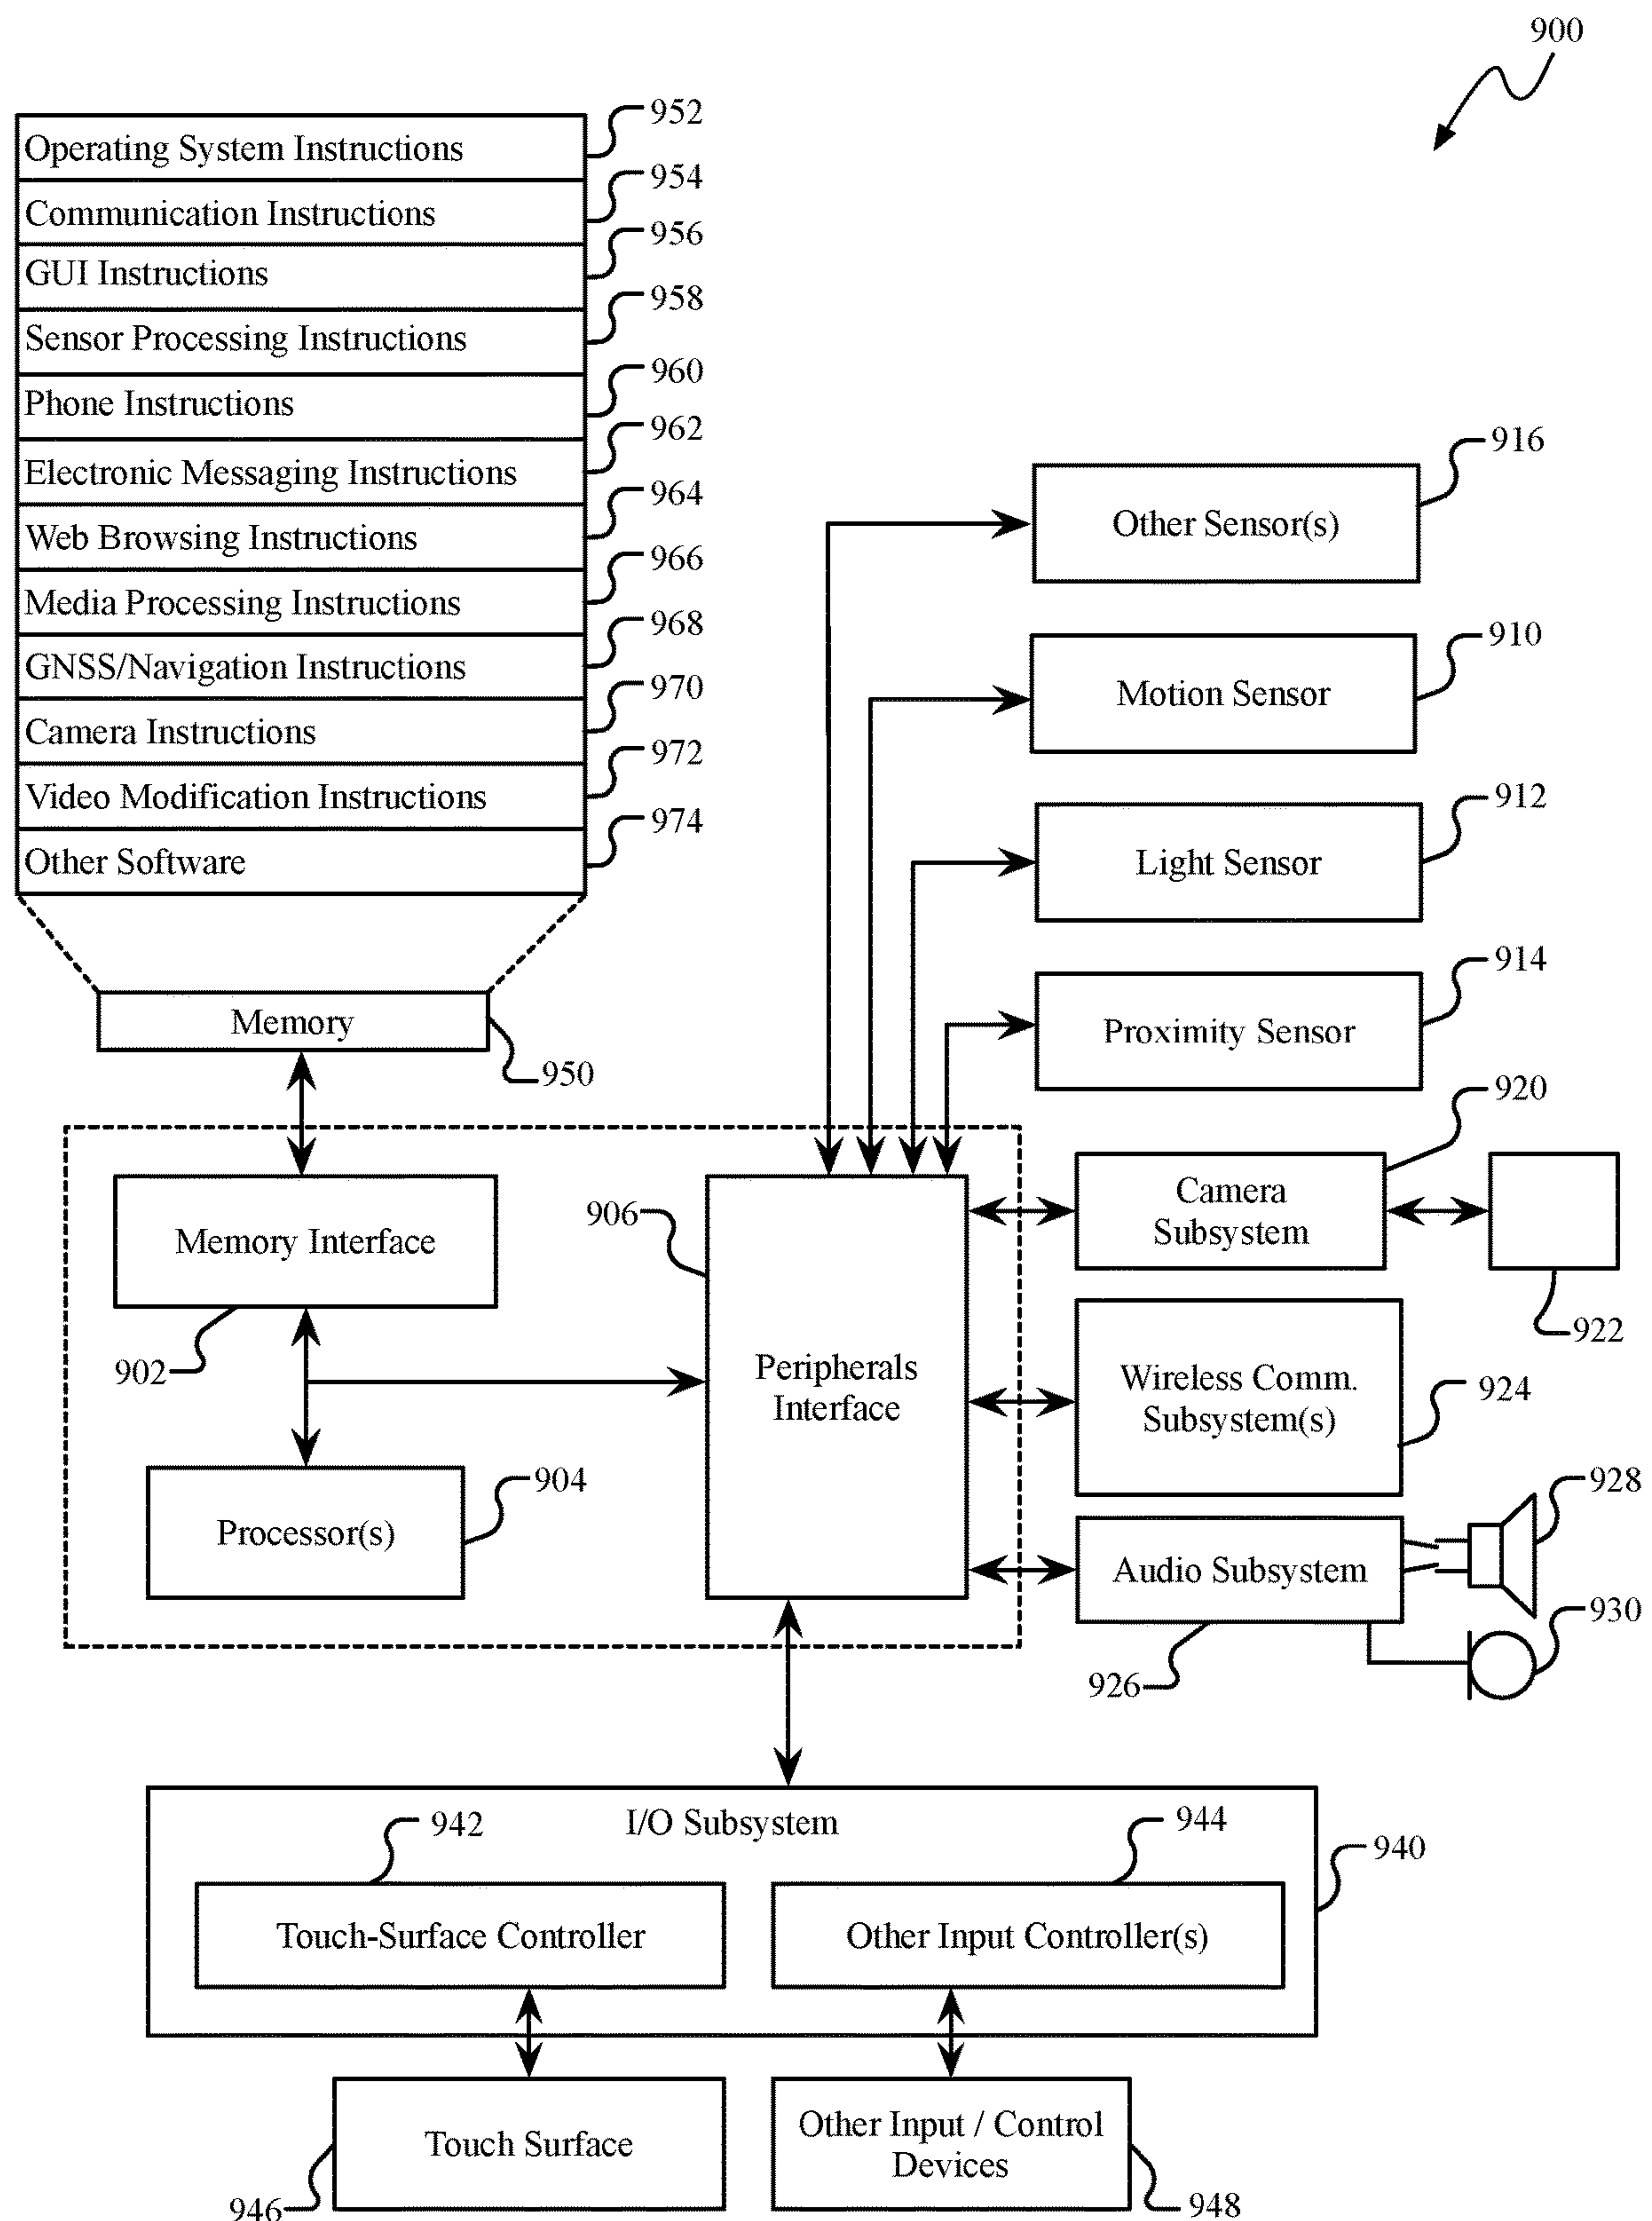 900
Operating System Instructions
952
Communication Instructions
954
GUI Instructions
956
Sensor Processing Instructions
958
Phone Instructions
960
Electronic Messaging Instructions
962
Web Browsing Instructions
964
Media Processing Instructions
966
GNSS/Navigation Instructions
968
Camera Instructions
970
Video Modification Instructions
972
Other Software
974
Memory
950
Other Sensor(s)
916
Motion Sensor
910
Light Sensor
912
Proximity Sensor
914
Memory Interface
902
Processor(s)
904
906
Peripherals
Interface
Camera
Subsystem
920
922
Wireless Comm.
Subsystem(s)
924
Audio Subsystem
926
928
930
I/O Subsystem
940
942
Touch-Surface Controller
944
Other Input Controller(s)
Touch Surface
946
Other Input / Control
Devices
948